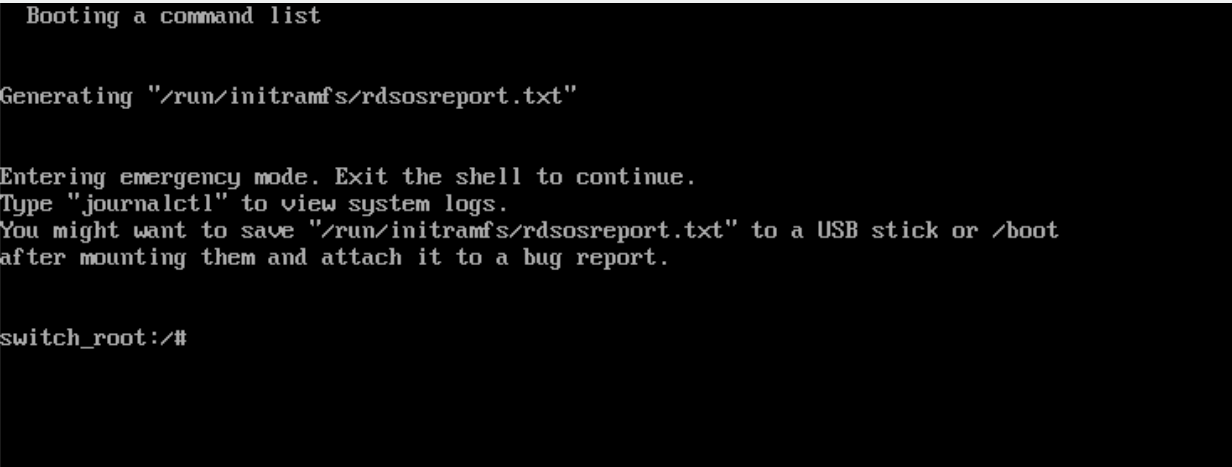 Booting a command list
Generating "/run/initramfs/rdsosreport.txt"
Entering emergency mode. Exit the shell to continue.
Type "journalctl" to view system logs.
You might want to save "/run/initramfs/rdsosreport.txt" to a USB stick or /boot
after mounting them and attach it to a bug report.
switch_root:/#